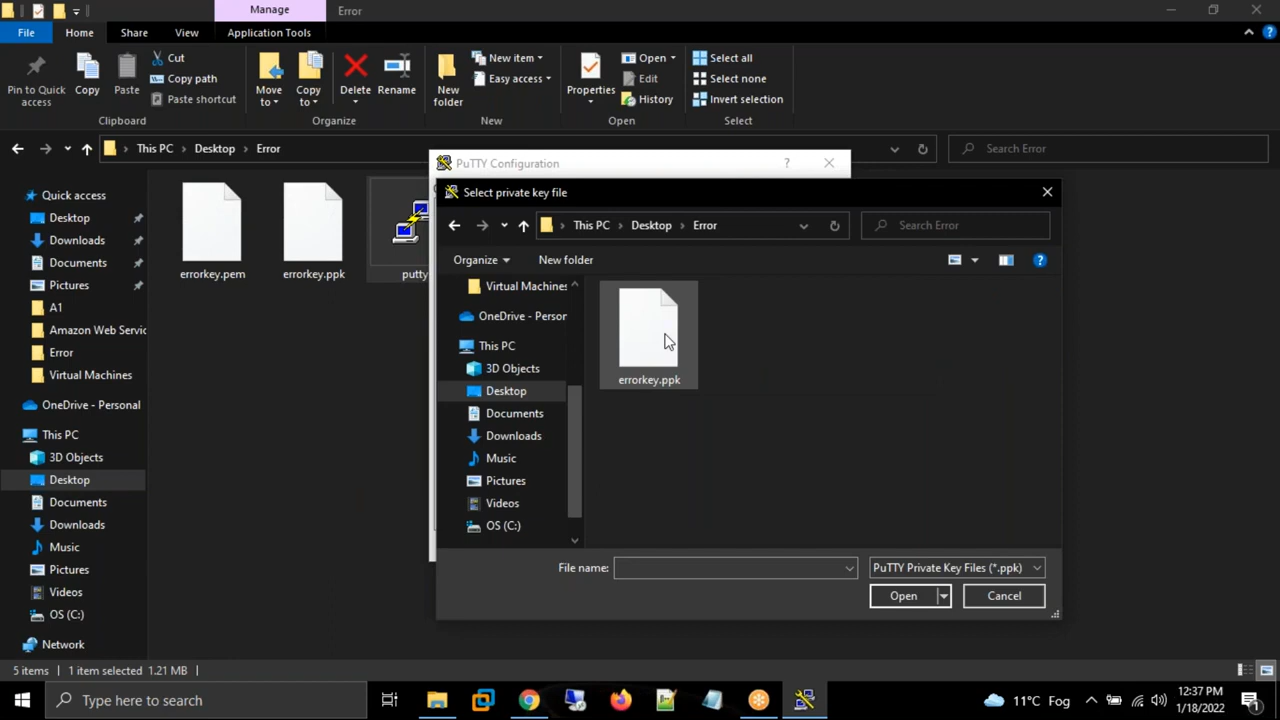 Manage
Error
File
Home
Share
View
Application Tools
Pin to Quick
access
Copy
Paste
Cut
Copy path
Paste shortcut
Clipboard
Move
to
Copy
to
Delete
Rename
Organize
New
folder
New item
Easy access
New
Properties
Open
Edit
History
Open
Select all
Select none
Invert selection
Select
This PC
Desktop
Error
Search Error
Quick access
Desktop
Downloads
Documents
Pictures
A1
Amazon Web Servic
Error
Virtual Machines
OneDrive - Personal
This PC
3D Objects
Desktop
Documents
Downloads
Music
Pictures
Videos
OS (C:)
Network
errorkey.pem
errorkey.ppk
putty
PuTTY Configuration
?
Select private key file
This PC
Desktop
Error
Search Error
Organize
New folder
Virtual Machines
OneDrive - Person
This PC
3D Objects
Desktop
Documents
Downloads
Music
Pictures
Videos
OS (C:)
errorkey.ppk
File name:
PuTTY Private Key Files (*.ppk)
Open
Cancel
5 items
1 item selected 1.21 MB
Type here to search
11°C Fog
12:37 PM
1/18/2022
1